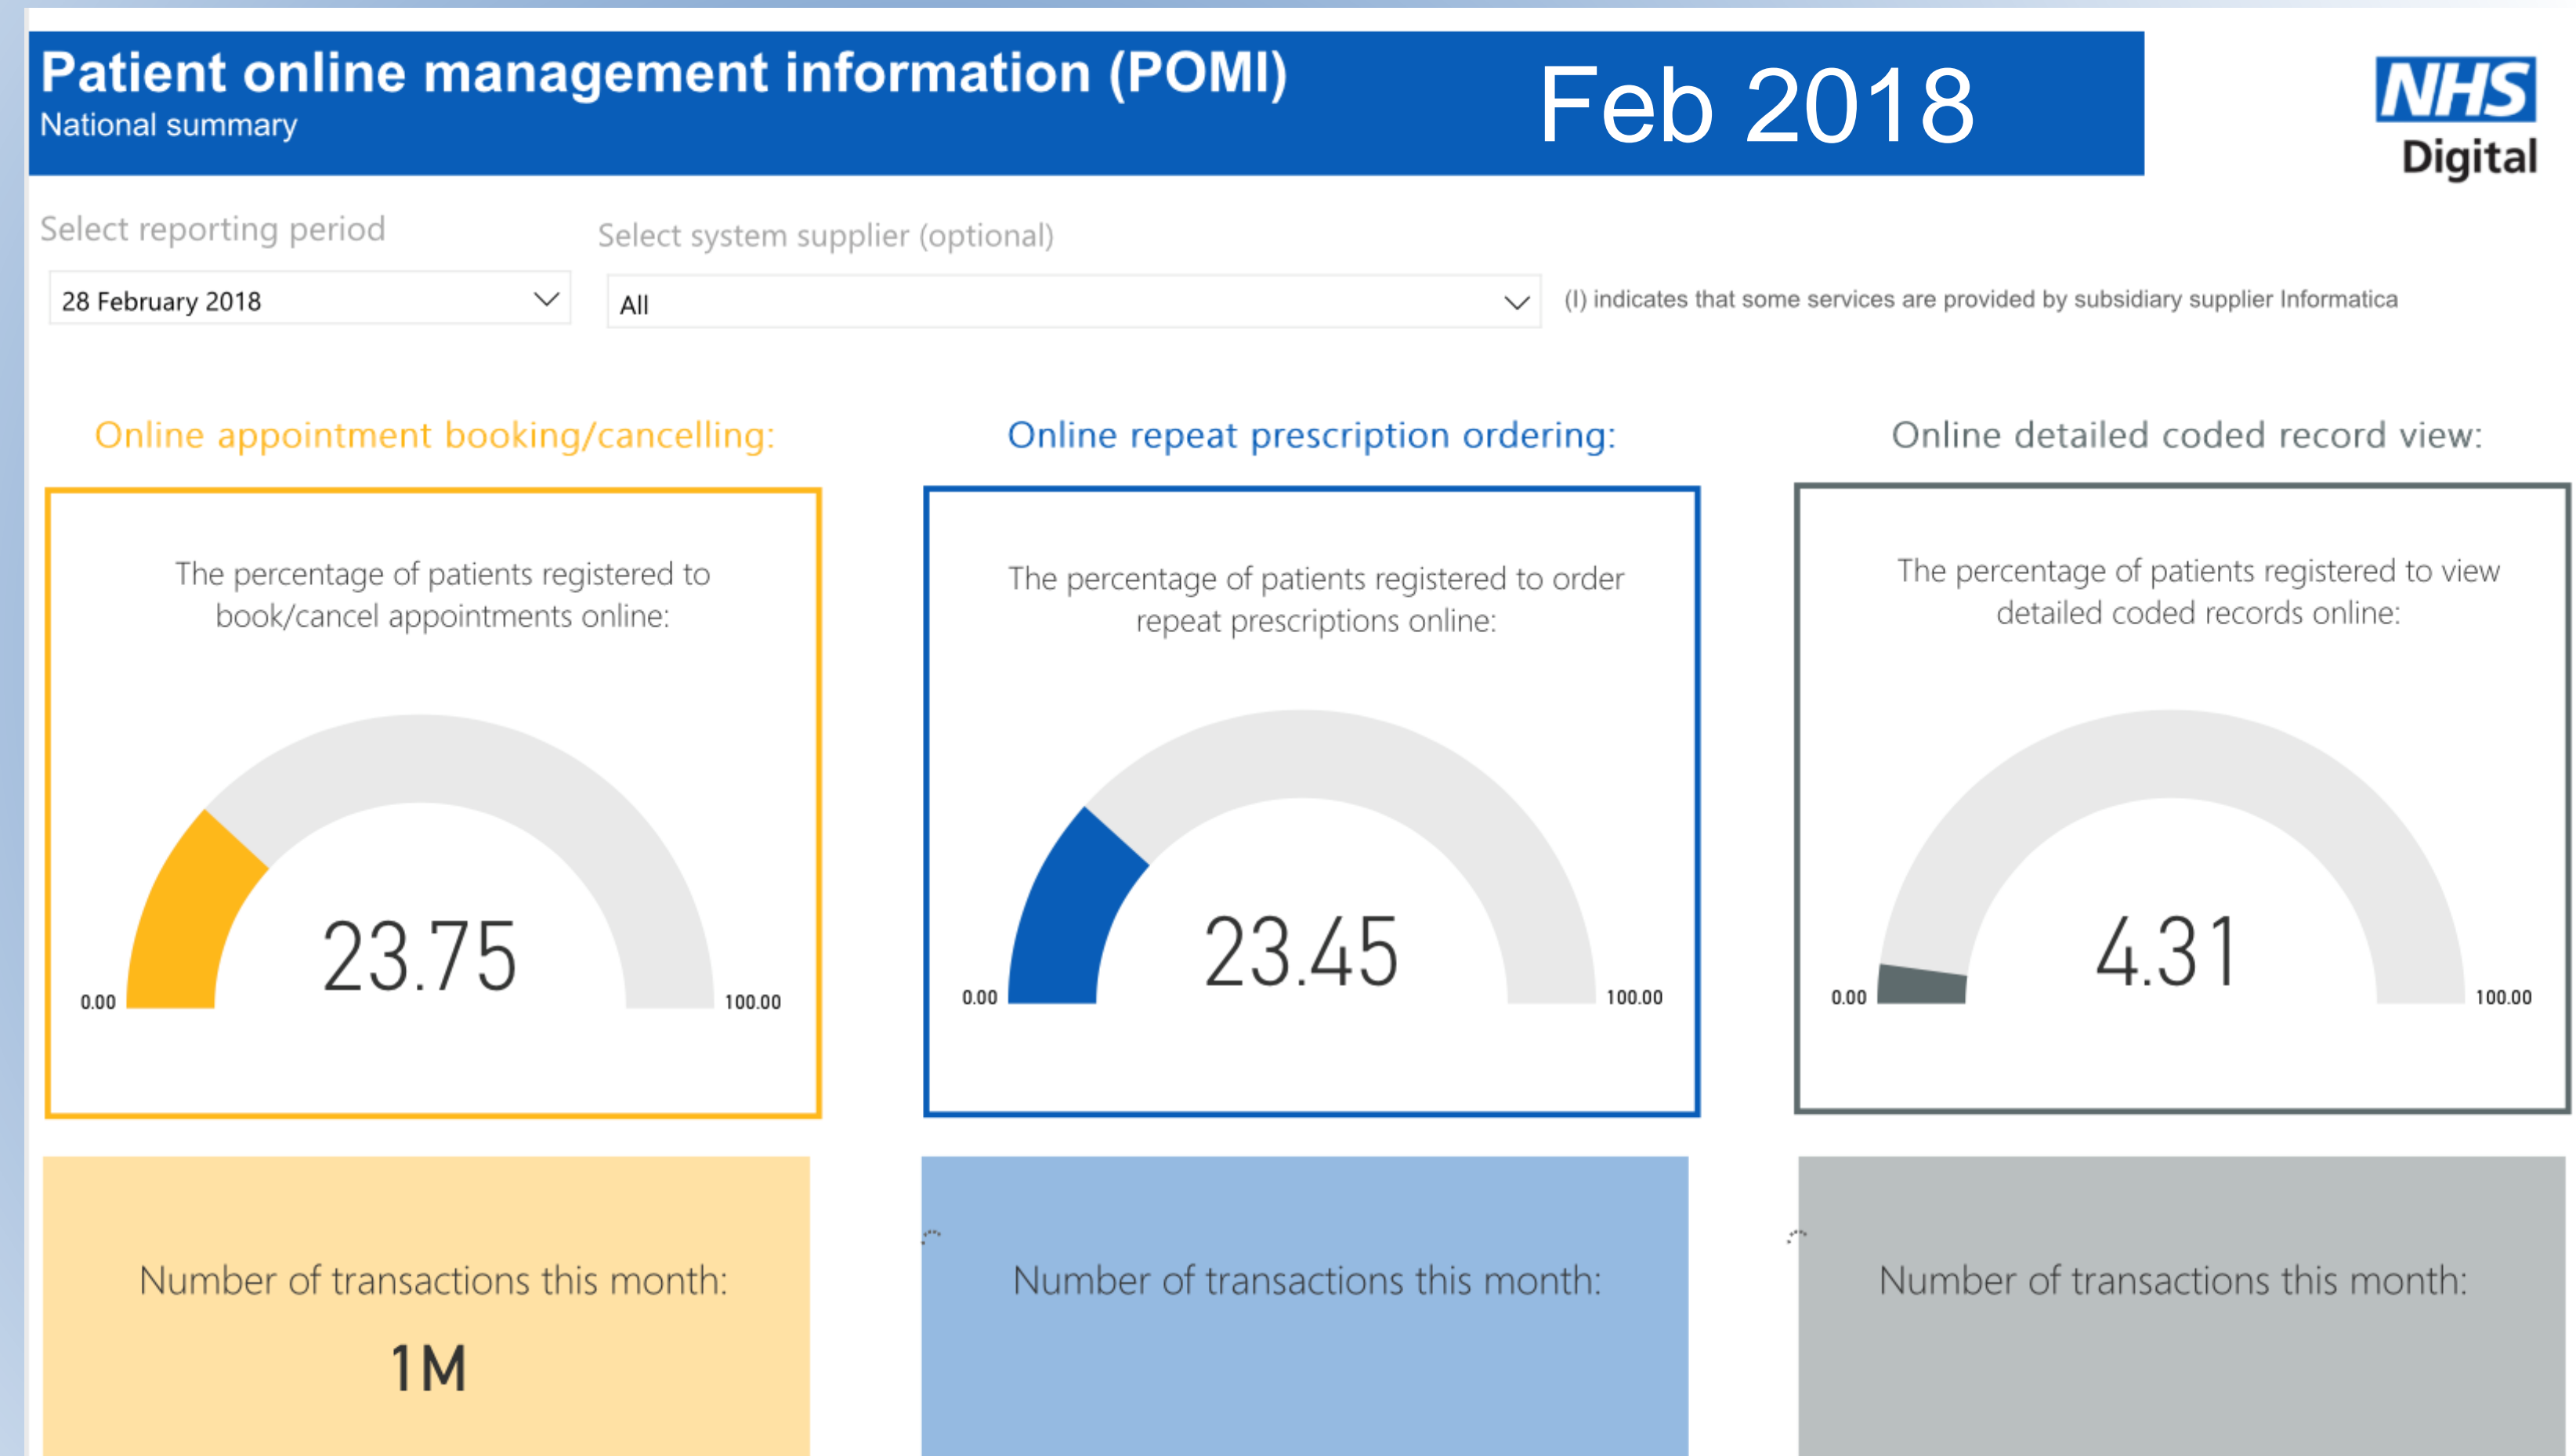 Patient online management information (POMI)
National summary
Feb 2018
NHS
Digital
Select reporting period
28 February 2018
Select system supplier (optional)
All
(I) indicates that some services are provided by subsidiary supplier Informatica
Online appointment booking/cancelling:
The percentage of patients registered to
book/cancel appointments online:
23.75
0.00
100.00
Number of transactions this month:
1M
Online repeat prescription ordering:
The percentage of patients registered to order
repeat prescriptions online:
23.45
0.00
100.00
Number of transactions this month:
Online detailed coded record view:
The percentage of patients registered to view
detailed coded records online:
4.31
0.00
100.00
Number of transactions this month: